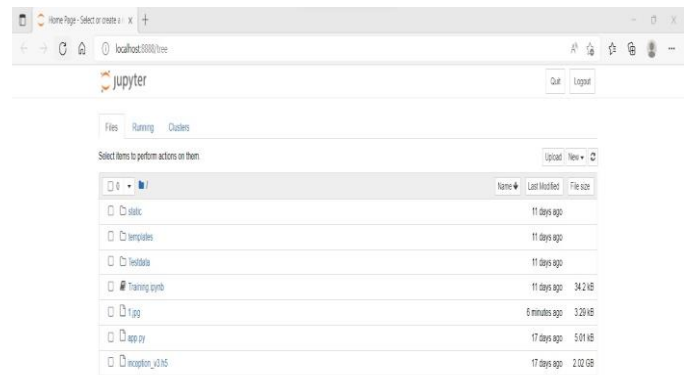 Home Page - Select or create a
localhost:8888/tree
jupyter
Quit Logout
Files Running Clusters
Select items to perform actions on them.
Upload New
0 /
Name Last Modified File size
static 11 days ago
templates 11 days ago
Testdata 11 days ago
Training.ipynb 11 days ago 34.2 kB
1.jpg 6 minutes ago 3.29 kB
app.py 17 days ago 5.01 kB
inception_v3.h5 17 days ago 2.02 GB